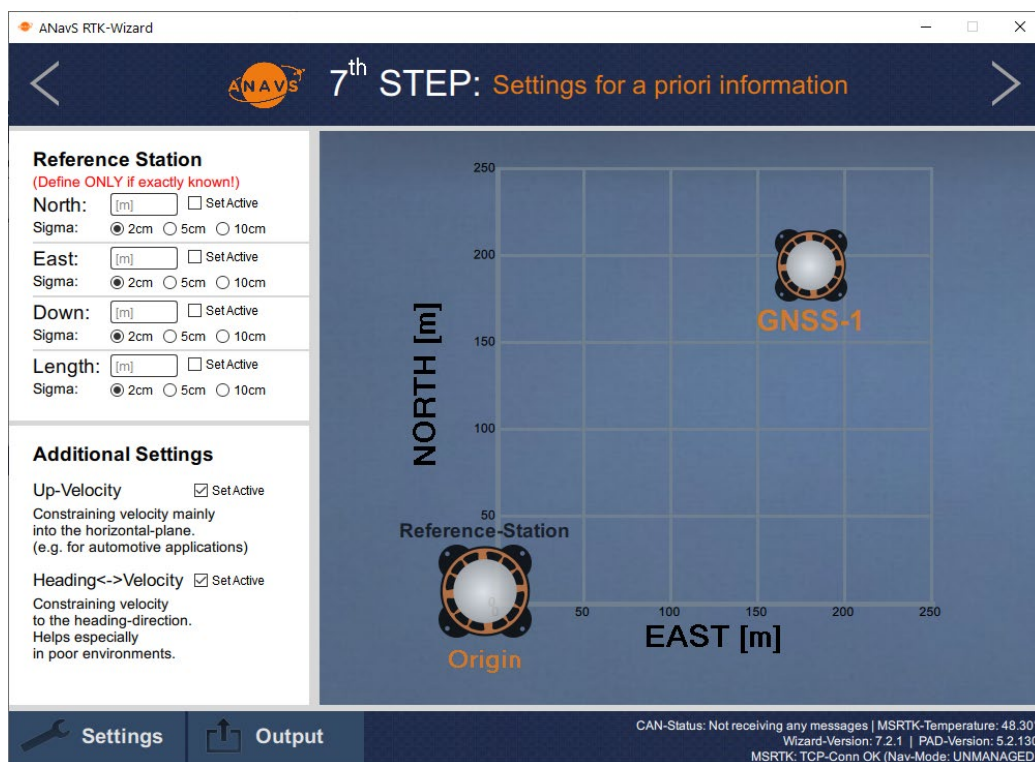 ANavS RTK-Wizard
ANAVS
7th STEP: Settings for a priori information
Reference Station
(Define ONLY if exactly known!)
North: [m] Set Active
Sigma: 2cm 5cm 10cm
East: [m] Set Active
Sigma: 2cm 5cm 10cm
Down: [m] Set Active
Sigma: 2cm 5cm 10cm
Length: [m] Set Active
Sigma: 2cm 5cm 10cm
Additional Settings
Up-Velocity Set Active
Constraining velocity mainly
into the horizontal-plane.
(e.g. for automotive applications)
Heading<->Velocity Set Active
Constraining velocity
to the heading-direction.
Helps especially
in poor environments.
250
200
150
100
50
0
NORTH [m]
GNSS-1
Reference-Station
Origin
0
50
100
150
200
250
EAST [m]
Settings
Output
CAN-Status: Not receiving any messages | MSRTK-Temperature: 48.30°
Wizard-Version: 7.2.1 | PAD-Version: 5.2.130
MSRTK: TCP-Conn OK (Nav-Mode: UNMANAGED)